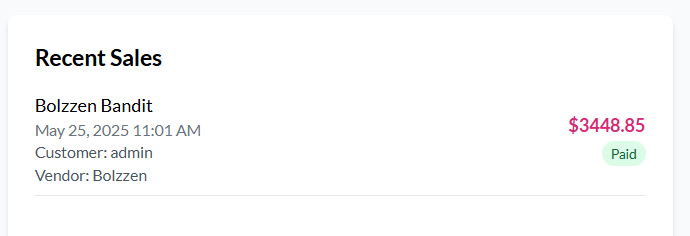 Recent Sales
Bolzzen Bandit
May 25, 2025 11:01 AM
$3448.85
Customer: admin
Paid
Vendor: Bolzzen